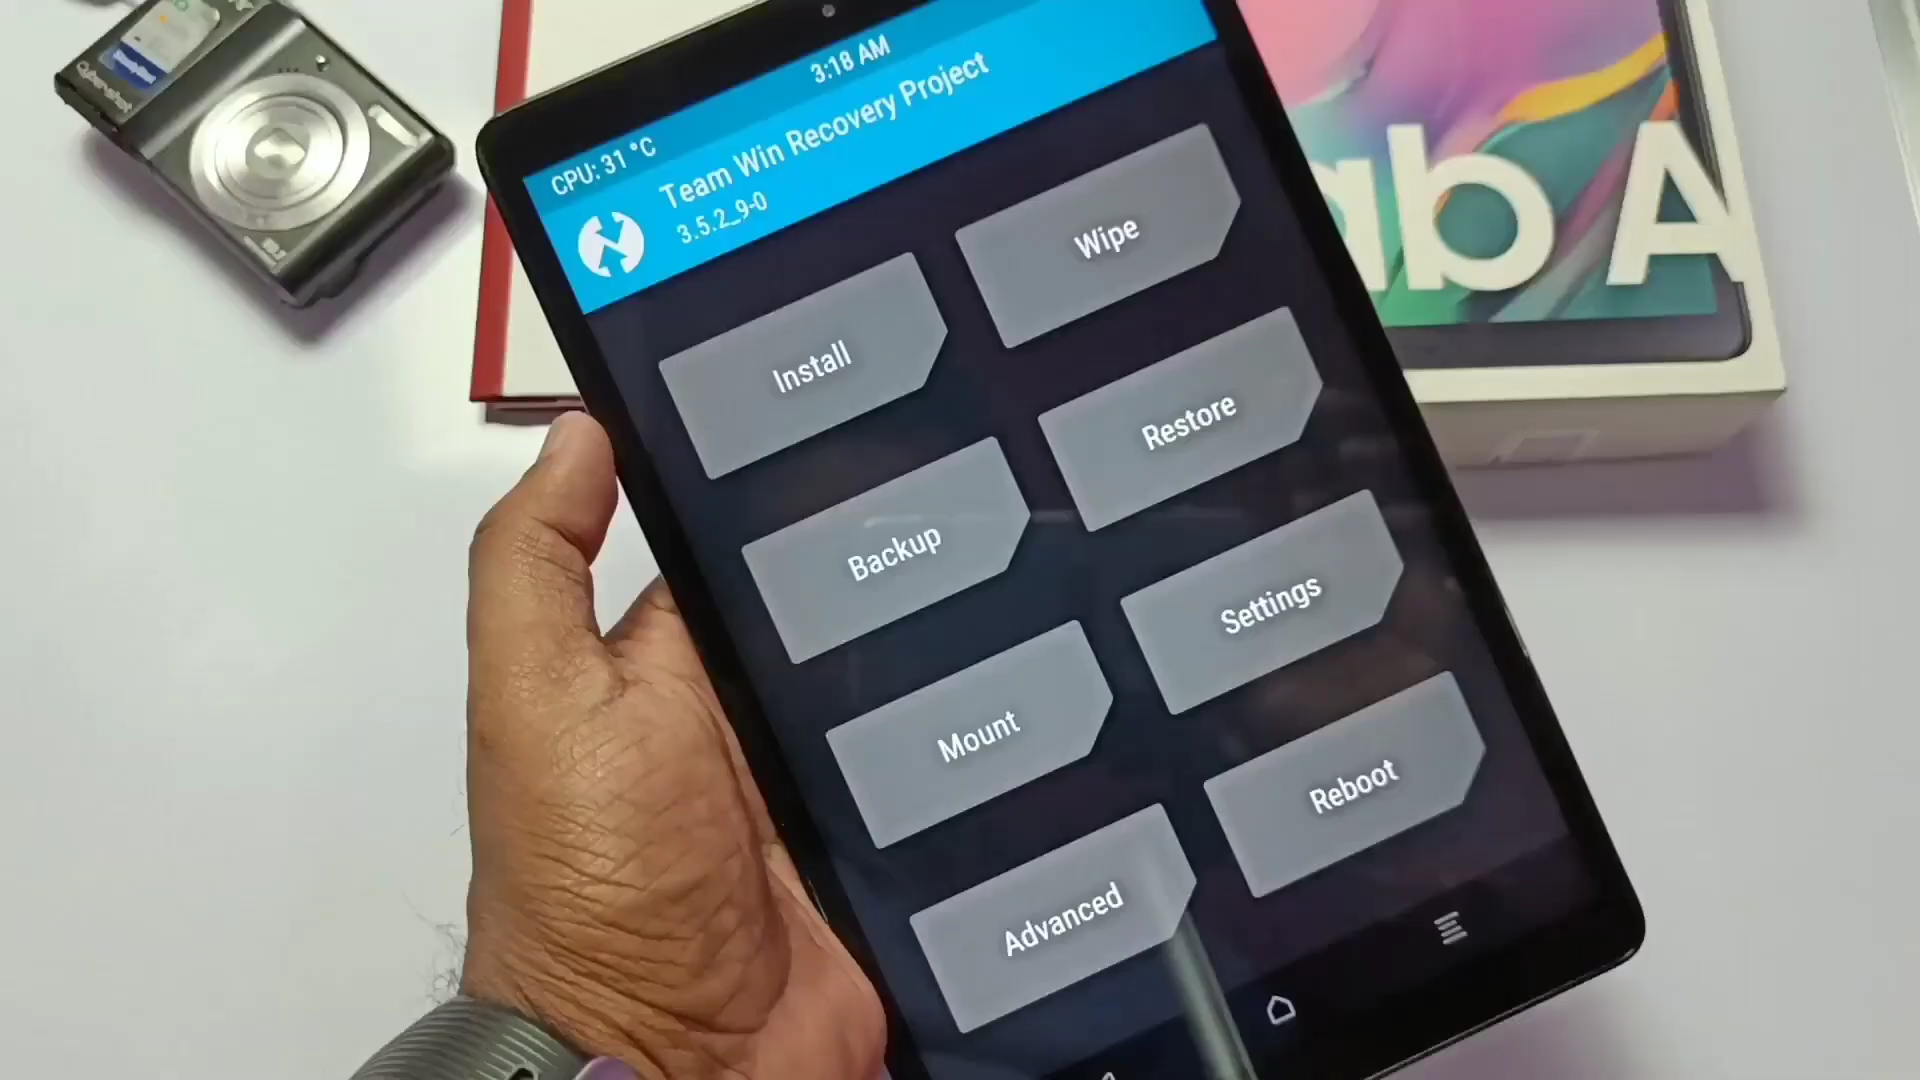 3:18 AM
CPU: 31 °C
Team Win Recovery Project
3.5.2_9-0
Install
Wipe
Backup
Restore
Mount
Settings
Advanced
Reboot
Cybershot
ab A